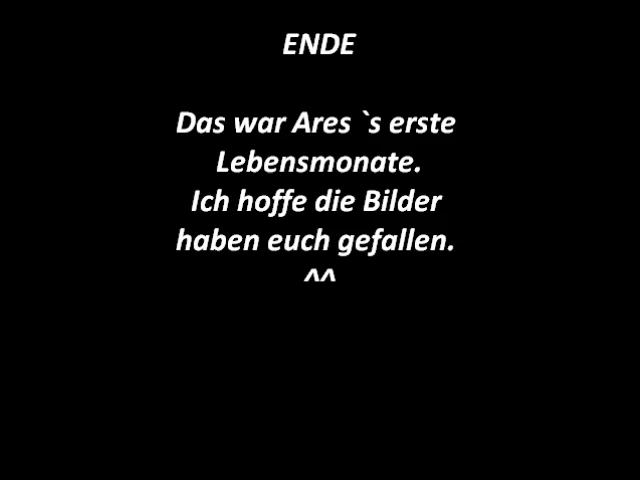 ENDE
Das war Ares `s erste
Lebensmonate.
Ich hoffe die Bilder
haben euch gefallen.
^^